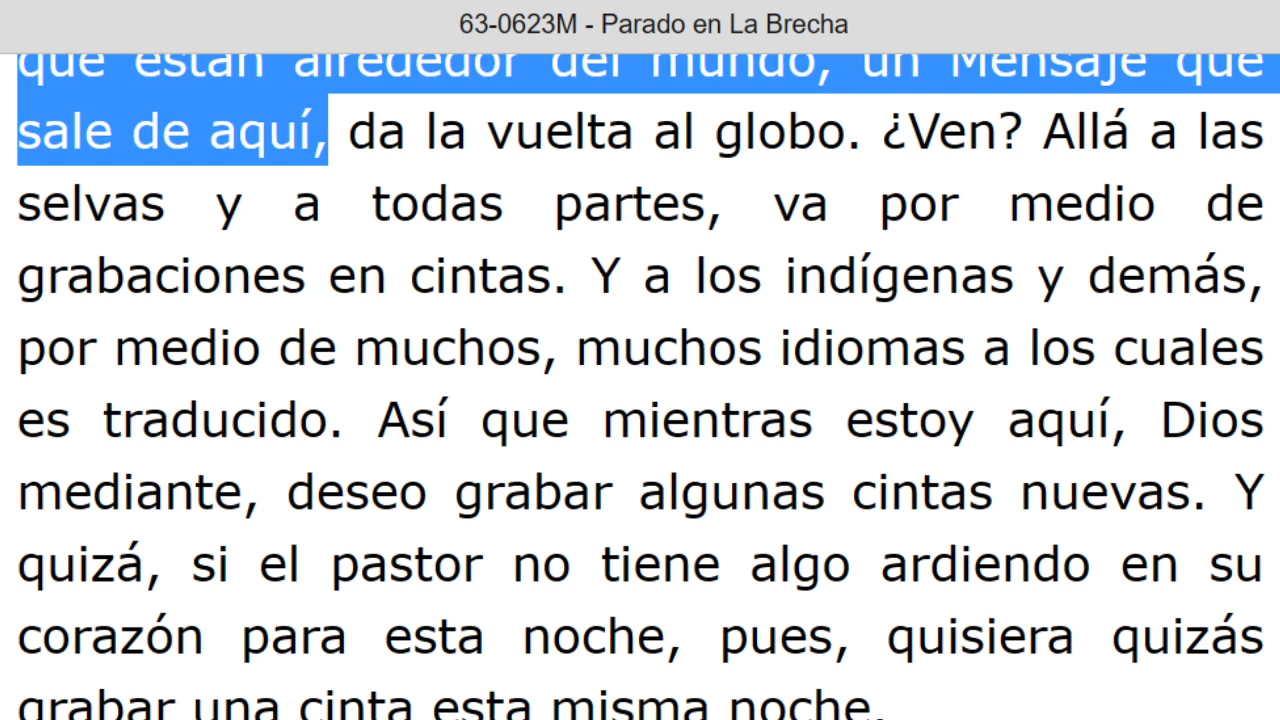 63-0623M - Parado en La Brecha
que están alrededor del mundo, un Mensaje que
sale de aquí, da la vuelta al globo. ¿Ven? Allá a las
selvas y a todas partes, va por medio de
grabaciones en cintas. Y a los indígenas y demás,
por medio de muchos, muchos idiomas a los cuales
es traducido. Así que mientras estoy aquí, Dios
mediante, deseo grabar algunas cintas nuevas. Y
quizá, si el pastor no tiene algo ardiendo en su
corazón para esta noche, pues, quisiera quizás
grabar una cinta esta misma noche.